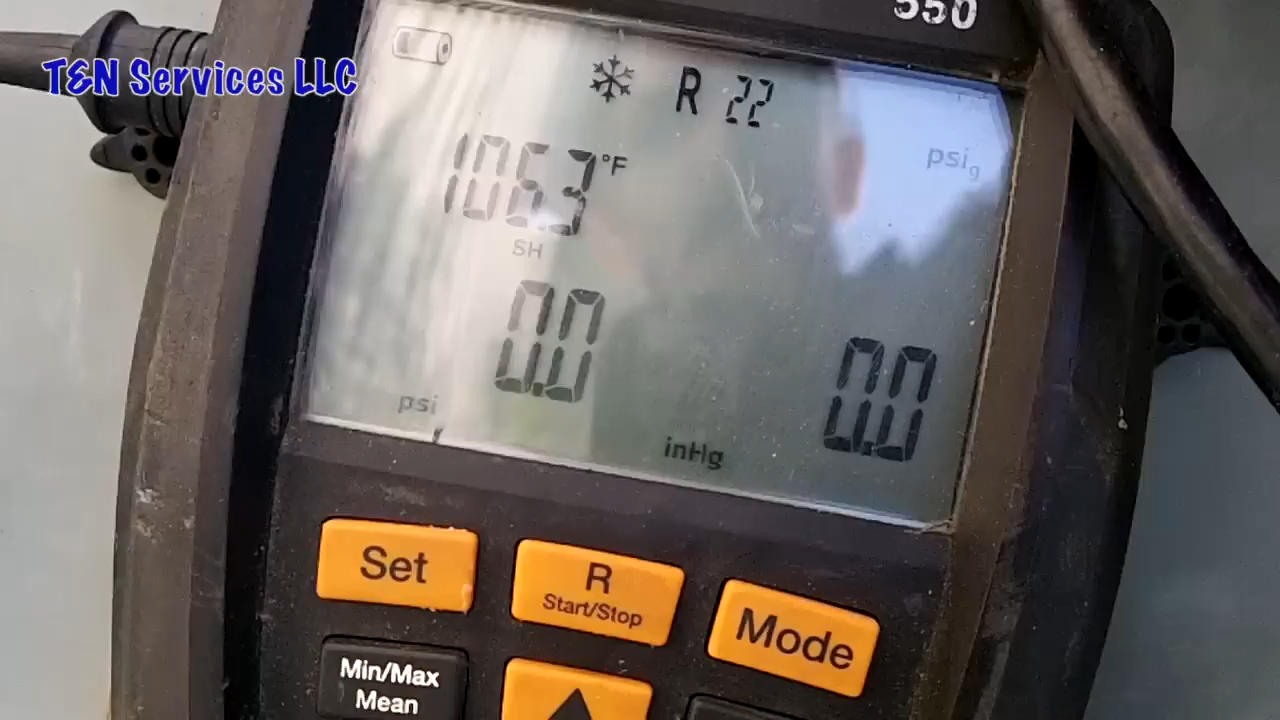 550
T&N Services LLC
R 22
106.3 °F
psig
SH
0.0
0.0
psi
inHg
Set
R
Start/Stop
Mode
Min/Max
Mean